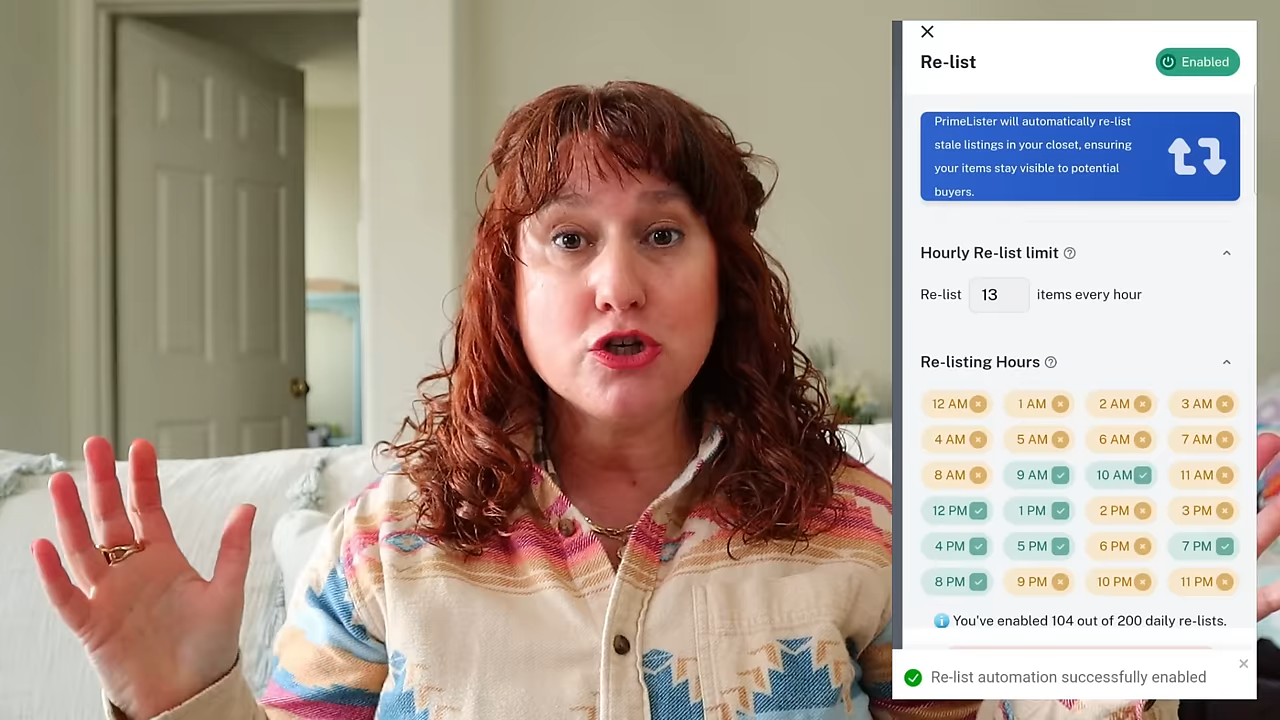 Re-list
Enabled
PrimeLister will automatically re-list
stale listings in your closet, ensuring
your items stay visible to potential
buyers.
Hourly Re-list limit
Re-list 13 items every hour
Re-listing Hours
12 AM 1 AM 2 AM 3 AM
4 AM 5 AM 6 AM 7 AM
8 AM 9 AM 10 AM 11 AM
12 PM 1 PM 2 PM 3 PM
4 PM 5 PM 6 PM 7 PM
8 PM 9 PM 10 PM 11 PM
You've enabled 104 out of 200 daily re-lists.
Re-list automation successfully enabled